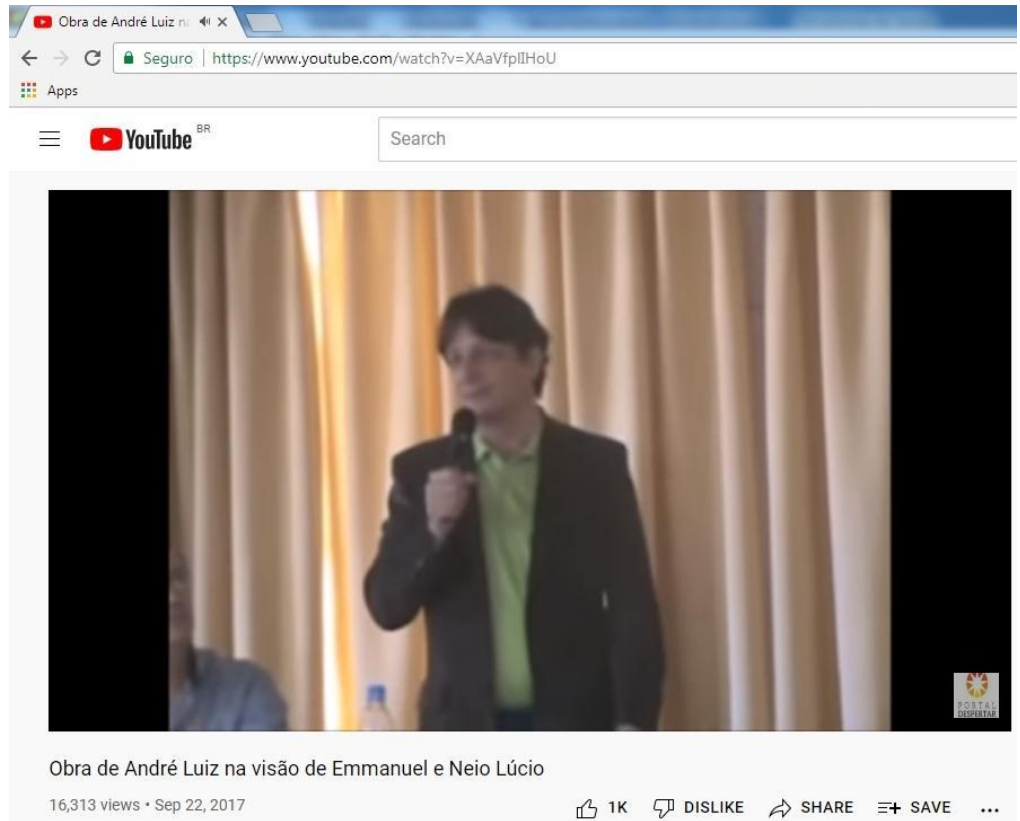 Obra de André Luiz n
Seguro | https://www.youtube.com/watch?v=XAaVfplIHoU
Apps
YouTube BR
Search
PORTAL
DESPERTAR
Obra de André Luiz na visão de Emmanuel e Neio Lúcio
16,313 views • Sep 22, 2017
1K DISLIKE SHARE SAVE ...